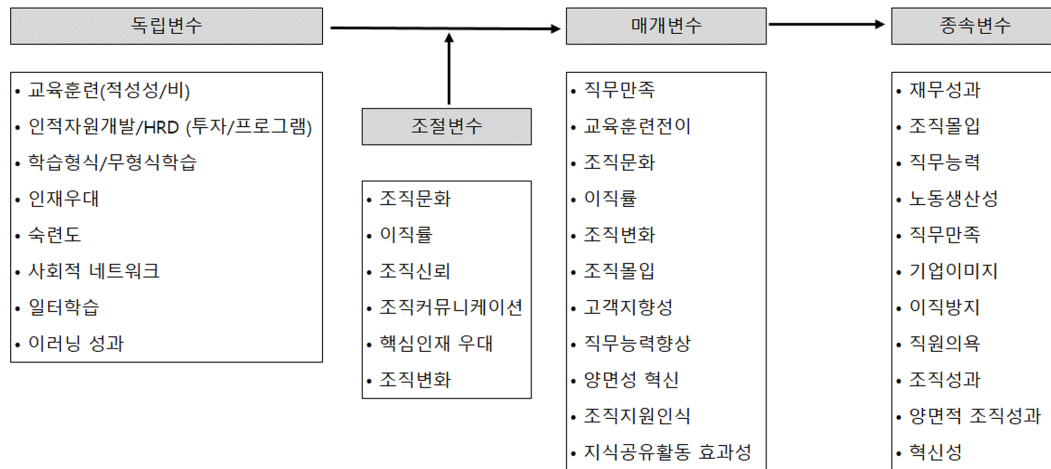 독립변수
• 교육훈련(적성성/비)
• 인적자원개발/HRD (투자/프로그램)
• 학습형식/무형식학습
• 인재우대
• 숙련도
• 사회적 네트워크
• 일터학습
• 이러닝 성과
조절변수
• 조직문화
• 이직률
• 조직신뢰
• 조직커뮤니케이션
• 핵심인재 우대
• 조직변화
매개변수
• 직무만족
• 교육훈련전이
• 조직문화
• 이직률
• 조직변화
• 조직몰입
• 고객지향성
• 직무능력향상
• 양면성 혁신
• 조직지원인식
• 지식공유활동 효과성
종속변수
• 재무성과
• 조직몰입
• 직무능력
• 노동생산성
• 직무만족
• 기업이미지
• 이직방지
• 직원의욕
• 조직성과
• 양면적 조직성과
• 혁신성